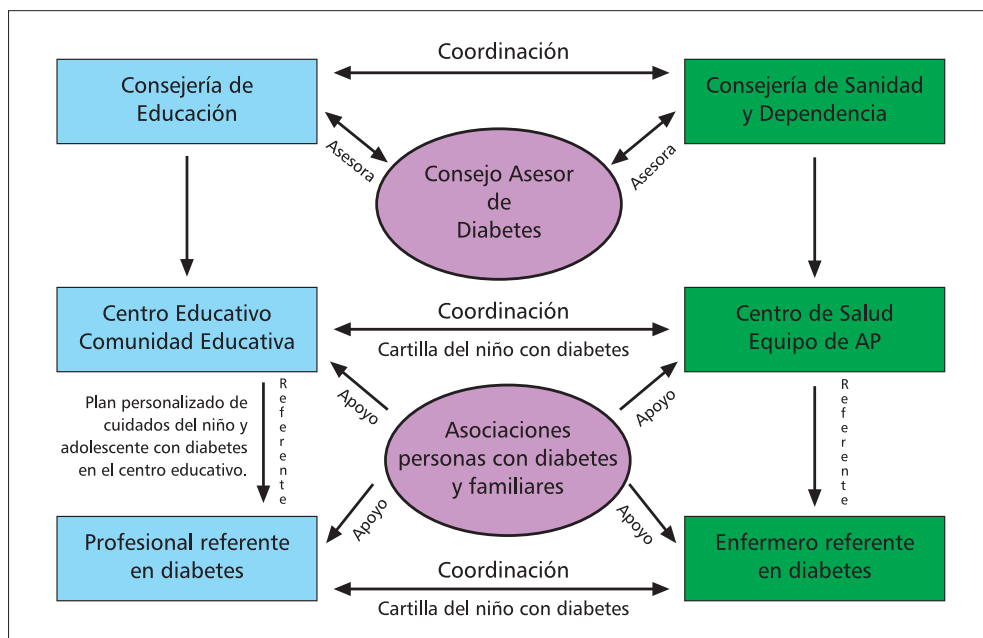 Coordinación
Consejería de
Educación
Consejería de Sanidad
y Dependencia
Asesora
Asesora
Consejo Asesor
de
Diabetes
Centro Educativo
Comunidad Educativa
Coordinación
Cartilla del niño con diabetes
Centro de Salud
Equipo de AP
Plan personalizado de
cuidados del niño y
adolescente con diabetes
en el centro educativo.
Referente
Apoyo
Apoyo
Asociaciones
personas con diabetes
y familiares
Referente
Apoyo
Apoyo
Profesional referente
en diabetes
Coordinación
Cartilla del niño con diabetes
Enfermero referente
en diabetes